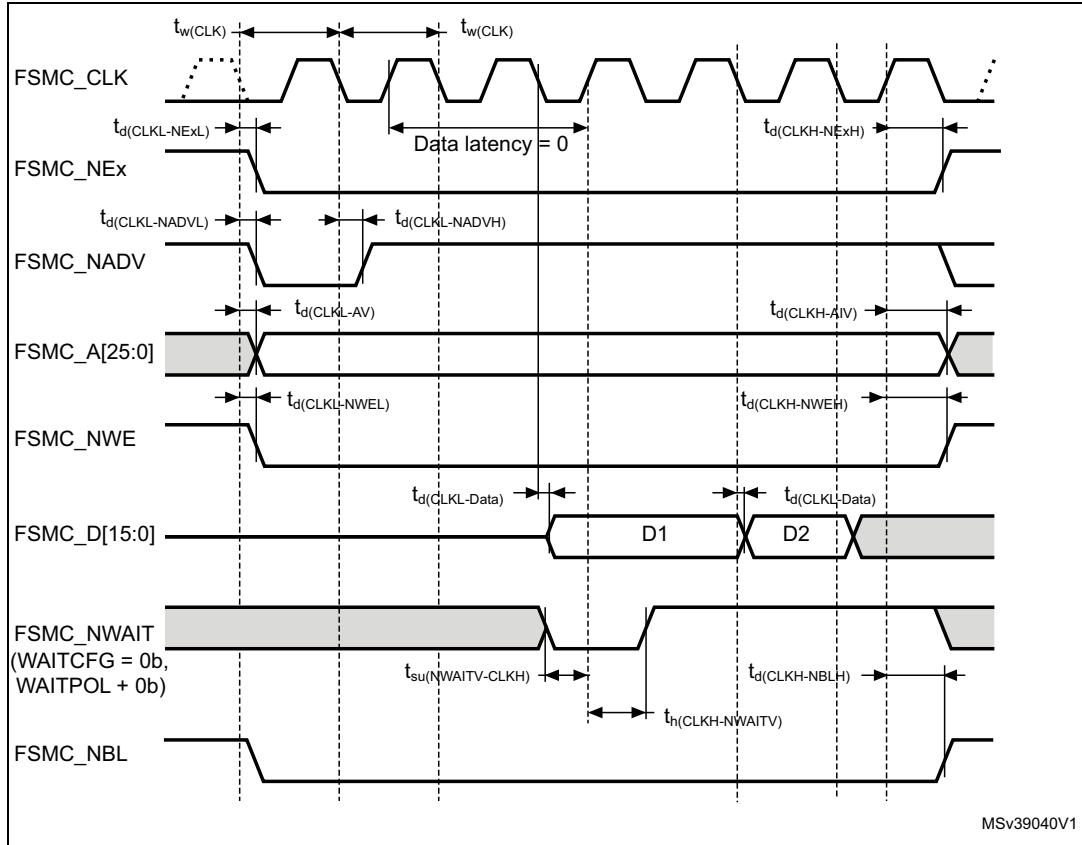 tw(CLK) tw(CLK)
FSMC_CLK
td(CLKL-NExL) Data latency = 0 td(CLKH-NExH)
FSMC_NEx
td(CLKL-NADVL) td(CLKL-NADVH)
FSMC_NADV
td(CLKL-AV) td(CLKH-AIV)
FSMC_A[25:0]
td(CLKL-NWEL) td(CLKH-NWEH)
FSMC_NWE
td(CLKL-Data) td(CLKL-Data)
FSMC_D[15:0] D1 D2
FSMC_NWAIT
(WAITCFG = 0b,
WAITPOL + 0b)
tsu(NWAITV-CLKH) td(CLKH-NBLH)
th(CLKH-NWAITV)
FSMC_NBL
MSv39040V1